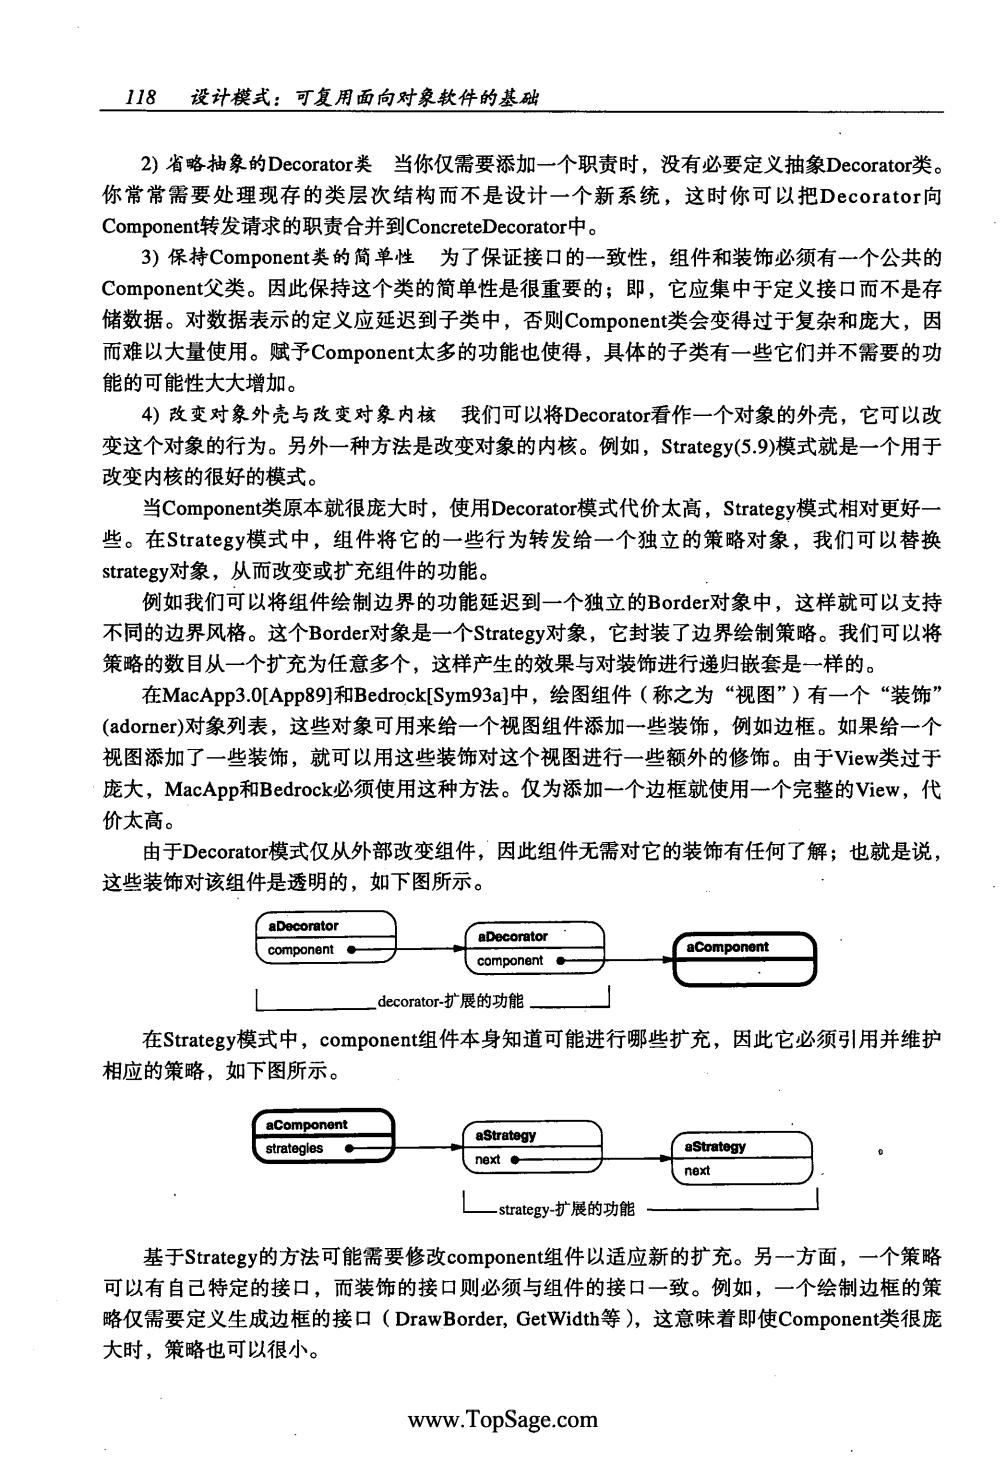 118 设计模式：可复用面向对象软件的基础
2) 省略抽象的Decorator类 当你仅需要添加一个职责时，没有必要定义抽象Decorator类。
你常常需要处理现存的类层次结构而不是设计一个新系统，这时你可以把Decorator向
Component转发请求的职责合并到ConcreteDecorator中。
3) 保持Component类的简单性 为了保证接口的一致性，组件和装饰必须有一个公共的
Component父类。因此保持这个类的简单性是很重要的；即，它应集中于定义接口而不是存
储数据。对数据表示的定义应延迟到子类中，否则Component类会变得过于复杂和庞大，因
而难以大量使用。赋予Component太多的功能也使得，具体的子类有一些它们并不需要的功
能的可能性大大增加。
4) 改变对象外壳与改变对象内核 我们可以将Decorator看作一个对象的外壳，它可以改
变这个对象的行为。另外一种方法是改变对象的内核。例如，Strategy(5.9)模式就是一个用于
改变内核的很好的模式。
当Component类原本就很庞大时，使用Decorator模式代价太高，Strategy模式相对更好一
些。在Strategy模式中，组件将它的一些行为转发给一个独立的策略对象，我们可以替换
strategy对象，从而改变或扩充组件的功能。
例如我们可以将组件绘制边界的功能延迟到一个独立的Border对象中，这样就可以支持
不同的边界风格。这个Border对象是一个Strategy对象，它封装了边界绘制策略。我们可以将
策略的数目从一个扩充为任意多个，这样产生的效果与对装饰进行递归嵌套是一样的。
在MacApp3.0[App89]和Bedrock[Sym93a]中，绘图组件（称之为“视图”）有一个“装饰”
(adorner)对象列表，这些对象可用来给一个视图组件添加一些装饰，例如边框。如果给一个
视图添加了一些装饰，就可以用这些装饰对这个视图进行一些额外的修饰。由于View类过于
庞大，MacApp和Bedrock必须使用这种方法。仅为添加一个边框就使用一个完整的View，代
价太高。
由于Decorator模式仅从外部改变组件，因此组件无需对它的装饰有任何了解；也就是说，
这些装饰对该组件是透明的，如下图所示。
aDecorator
component
aDecorator
component
aComponent
decorator-扩展的功能
在Strategy模式中，component组件本身知道可能进行哪些扩充，因此它必须引用并维护
相应的策略，如下图所示。
aComponent
strategies
aStrategy
next
aStrategy
next
strategy-扩展的功能
基于Strategy的方法可能需要修改component组件以适应新的扩充。另一方面，一个策略
可以有自己特定的接口，而装饰的接口则必须与组件的接口一致。例如，一个绘制边框的策
略仅需要定义生成边框的接口（DrawBorder, GetWidth等），这意味着即使Component类很庞
大时，策略也可以很小。
www.TopSage.com